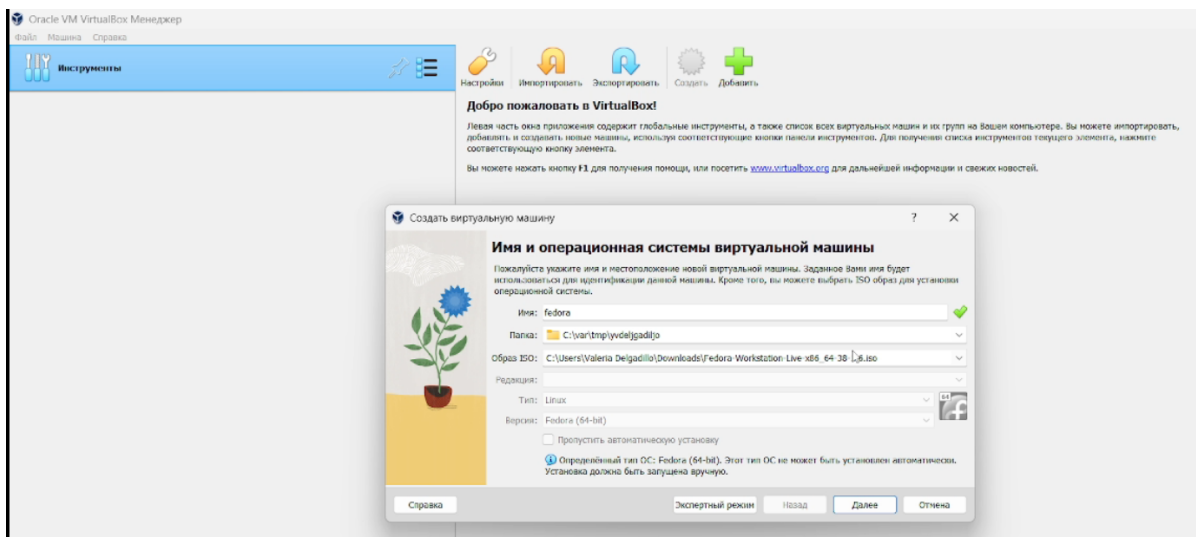 Oracle VM VirtualBox Менеджер
Файл Машина Справка
Инструменты
Настройки Импортировать Экспортировать Создать Добавить
Добро пожаловать в VirtualBox!
Левая часть окна приложения содержит глобальные инструменты, а также список всех виртуальных машин и их групп на Вашем компьютере. Вы можете импортировать,
добавлять и создавать новые машины, используя соответствующие кнопки панели инструментов. Для получения списка инструментов текущего элемента, нажмите
соответствующую кнопку элемента.
Вы можете нажать кнопку F1 для получения помощи, или посетить www.virtualbox.org для дальнейшей информации и свежих новостей.
Создать виртуальную машину
? X
Имя и операционная системы виртуальной машины
Пожалуйста укажите имя и местоположение новой виртуальной машины. Заданное Вами имя будет
использоваться для идентификации данной машины. Кроме того, вы можете выбрать ISO образ для установки
операционной системы.
Имя: fedora
Папка: C:\var\tmp\yvdeljgadiljo
Образ ISO: C:\Users\Valeria Delgadillo\Downloads\Fedora-Workstation-Live-x86_64-38-1.6.iso
Редакция:
Тип: Linux
64
Версия: Fedora (64-bit)
Пропустить автоматическую установку
Определённый тип ОС: Fedora (64-bit). Этот тип ОС не может быть установлен автоматически.
Установка должна быть запущена вручную.
Справка Экспертный режим Назад Далее Отмена